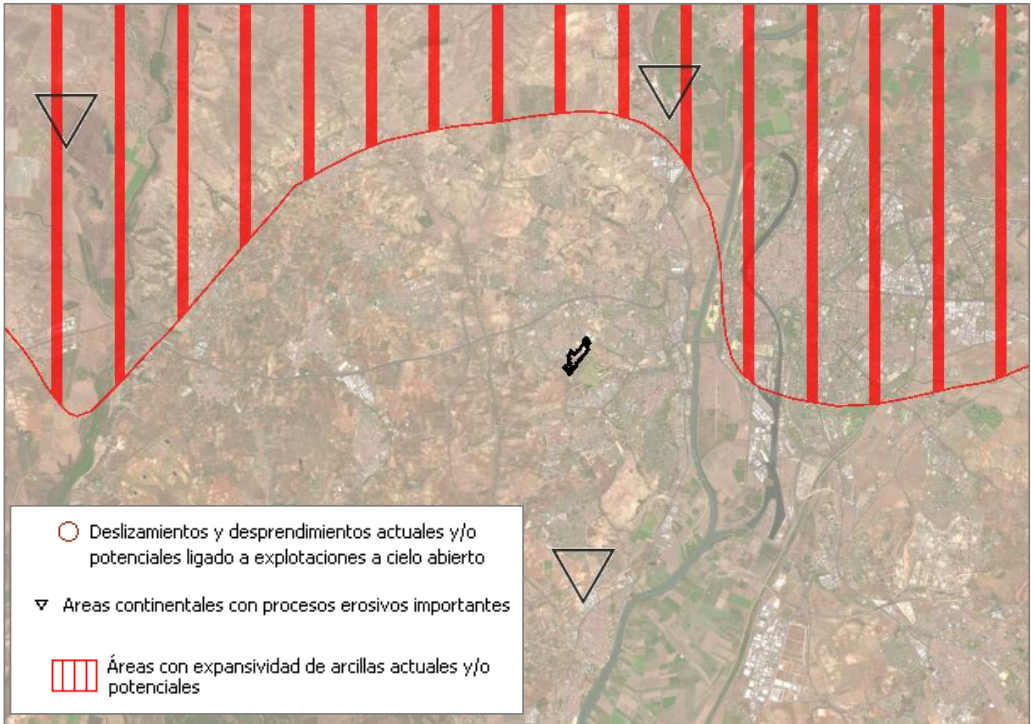 Deslizamientos y desprendimientos actuales y/o
potenciales ligado a explotaciones a cielo abierto
Areas continentales con procesos erosivos importantes
Áreas con expansividad de arcillas actuales y/o
potenciales